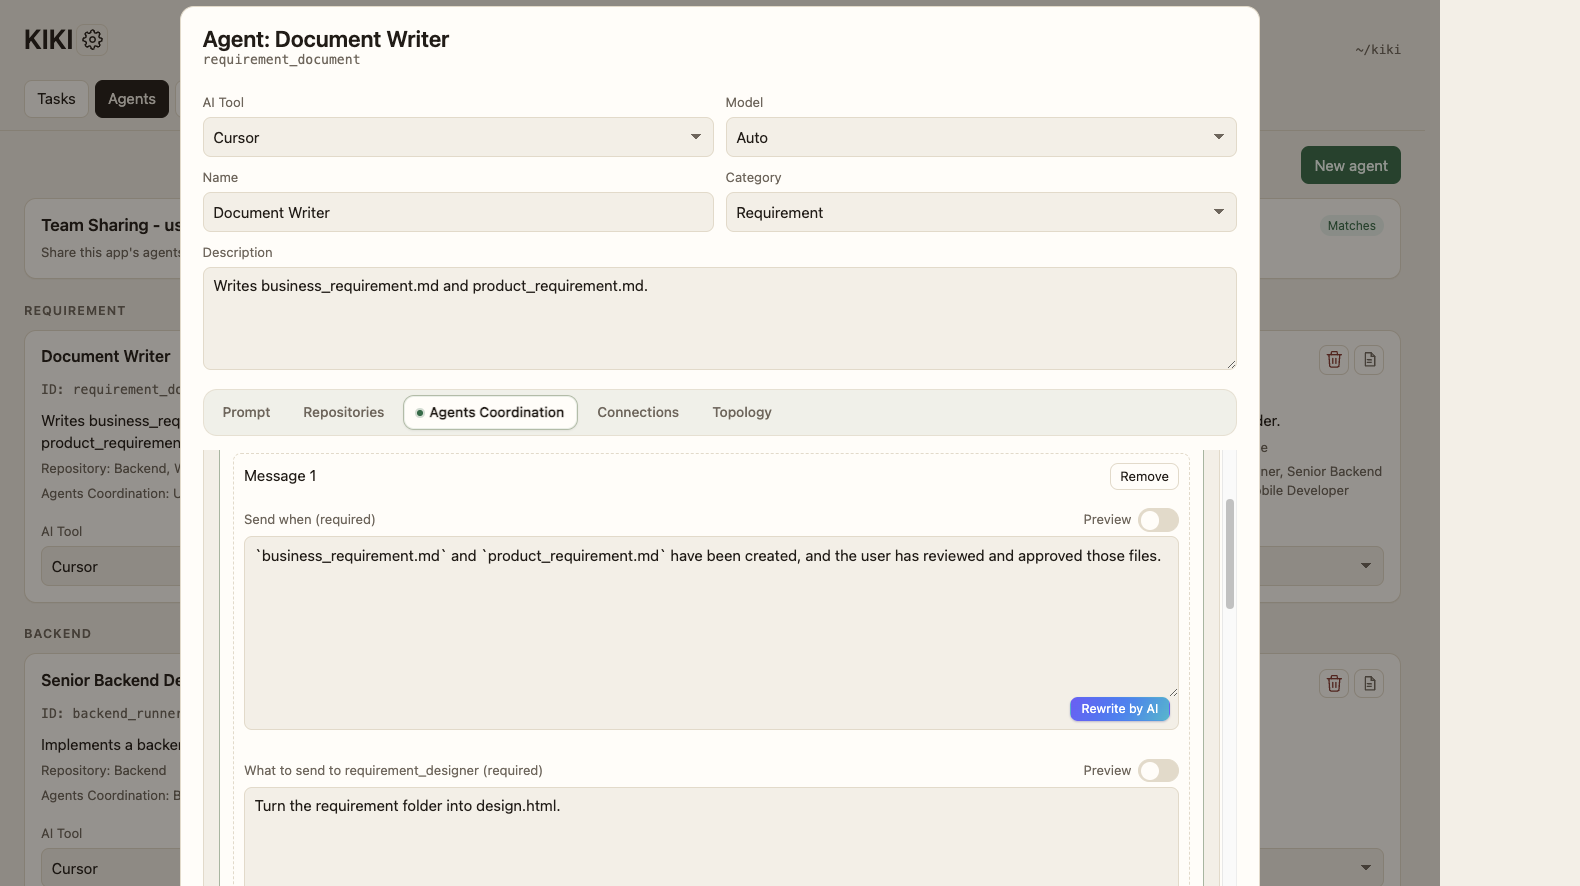 KIKI
~/kiki
Tasks
Agents
New agent
Team Sharing - us
Share this app's agents
Matches
REQUIREMENT
Document Writer
ID: requirement_do
Writes business_req
product_requirement
Repository: Backend, W
Agents Coordination: U
AI Tool
Cursor
der.
e
ner, Senior Backend
bile Developer
BACKEND
Senior Backend De
ID: backend_runner
Implements a backe
Repository: Backend
Agents Coordination: B
AI Tool
Cursor
Agent: Document Writer
requirement_document
AI Tool
Cursor
Model
Auto
Name
Document Writer
Category
Requirement
Description
Writes business_requirement.md and product_requirement.md.
Prompt
Repositories
Agents Coordination
Connections
Topology
Message 1
Remove
Send when (required)
Preview
`business_requirement.md` and `product_requirement.md` have been created, and the user has reviewed and approved those files.
Rewrite by AI
What to send to requirement_designer (required)
Preview
Turn the requirement folder into design.html.